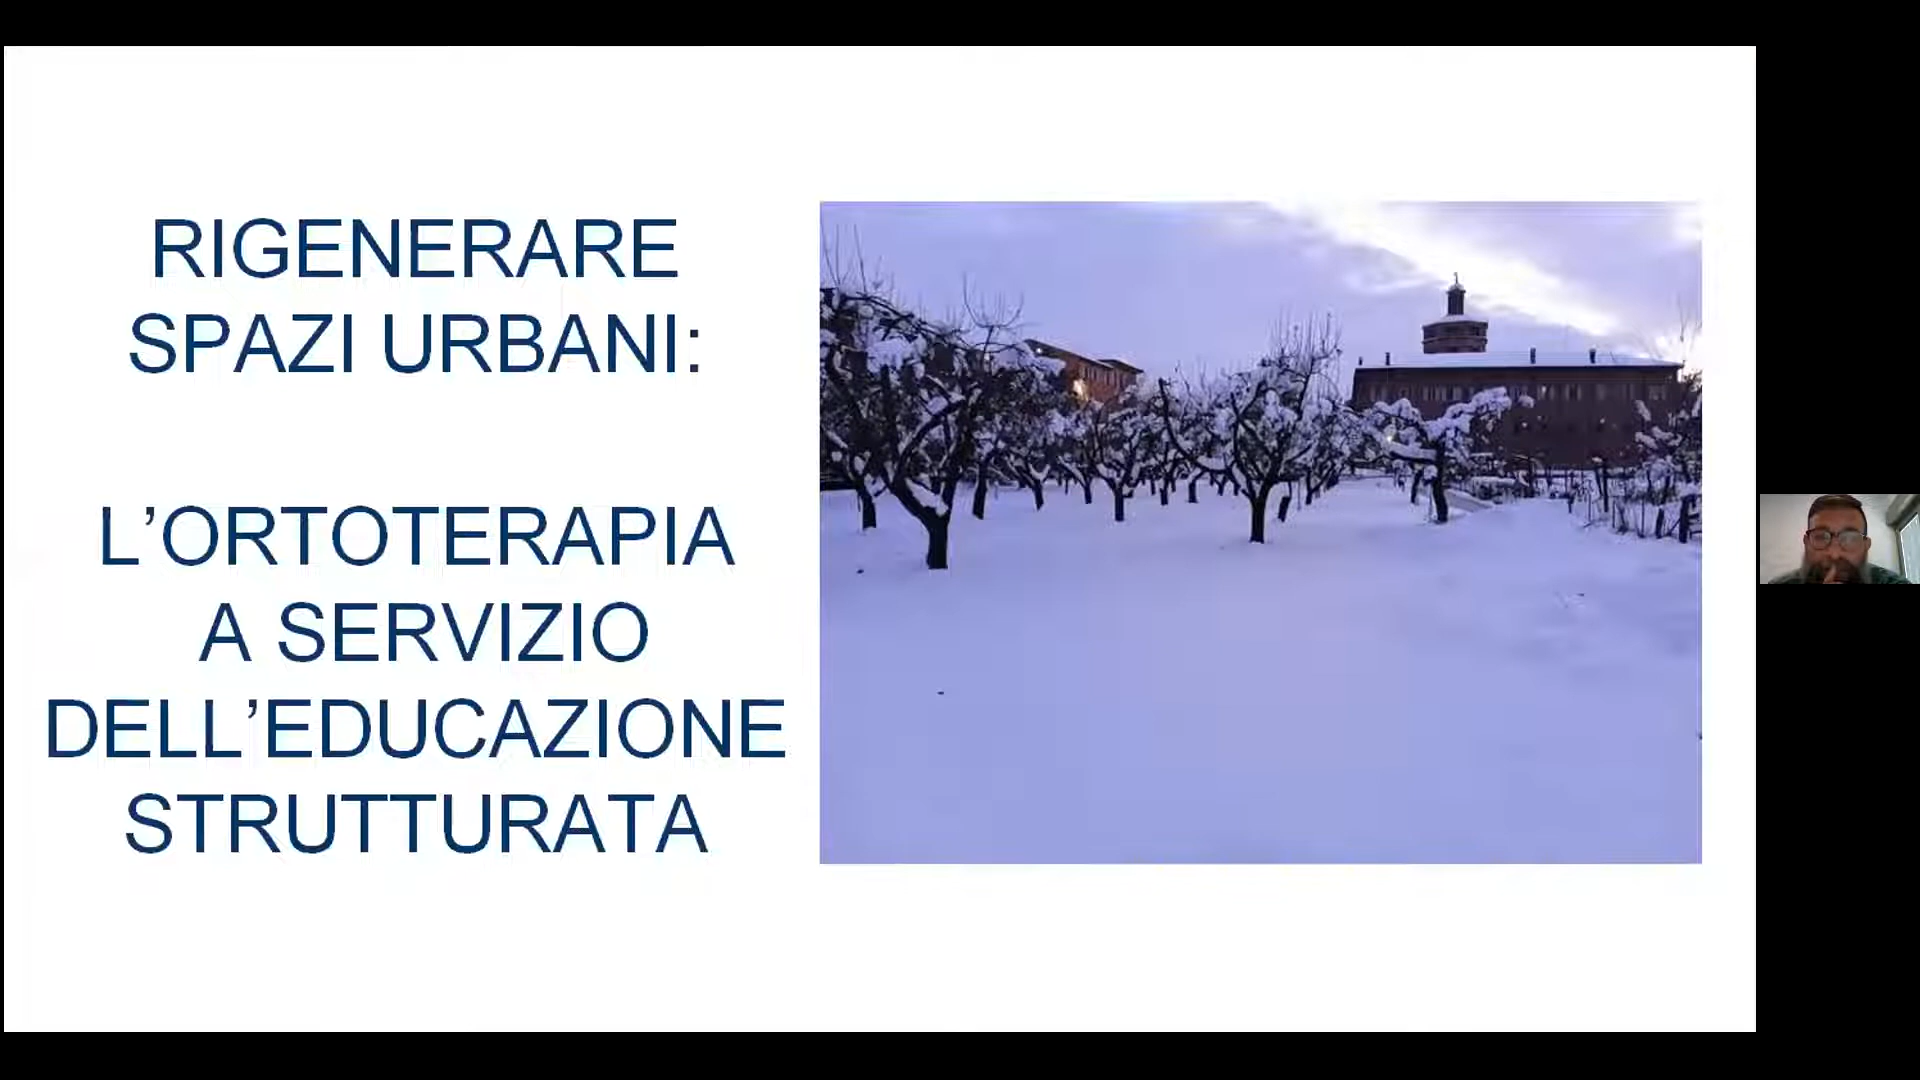 RIGENERARE
SPAZI URBANI:
L’ORTOTERAPIA
A SERVIZIO
DELL’EDUCAZIONE
STRUTTURATA